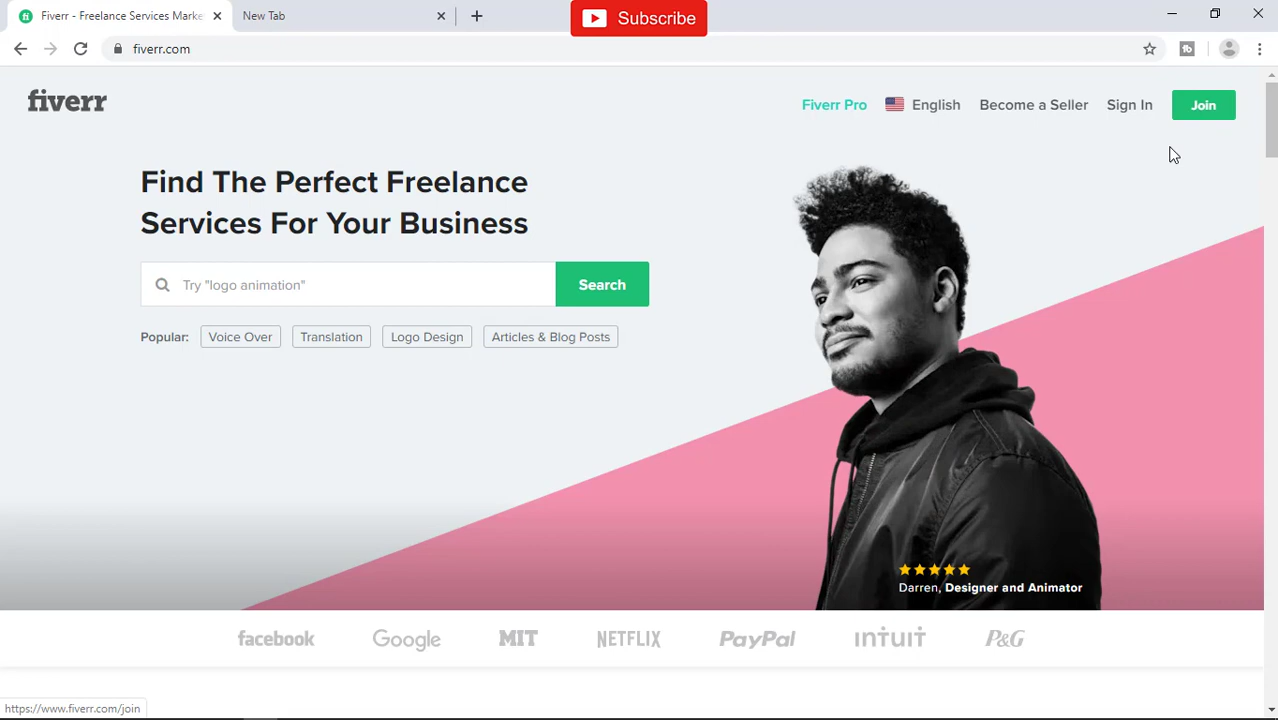 Fiverr - Freelance Services Marke
New Tab
Subscribe
fiverr.com
fiverr
Fiverr Pro
English
Become a Seller
Sign In
Join
Find The Perfect Freelance
Services For Your Business
Try "logo animation"
Search
Popular:
Voice Over
Translation
Logo Design
Articles & Blog Posts
Darren, Designer and Animator
facebook
Google
MIT
NETFLIX
PayPal
intuit
P&G
https://www.fiverr.com/join